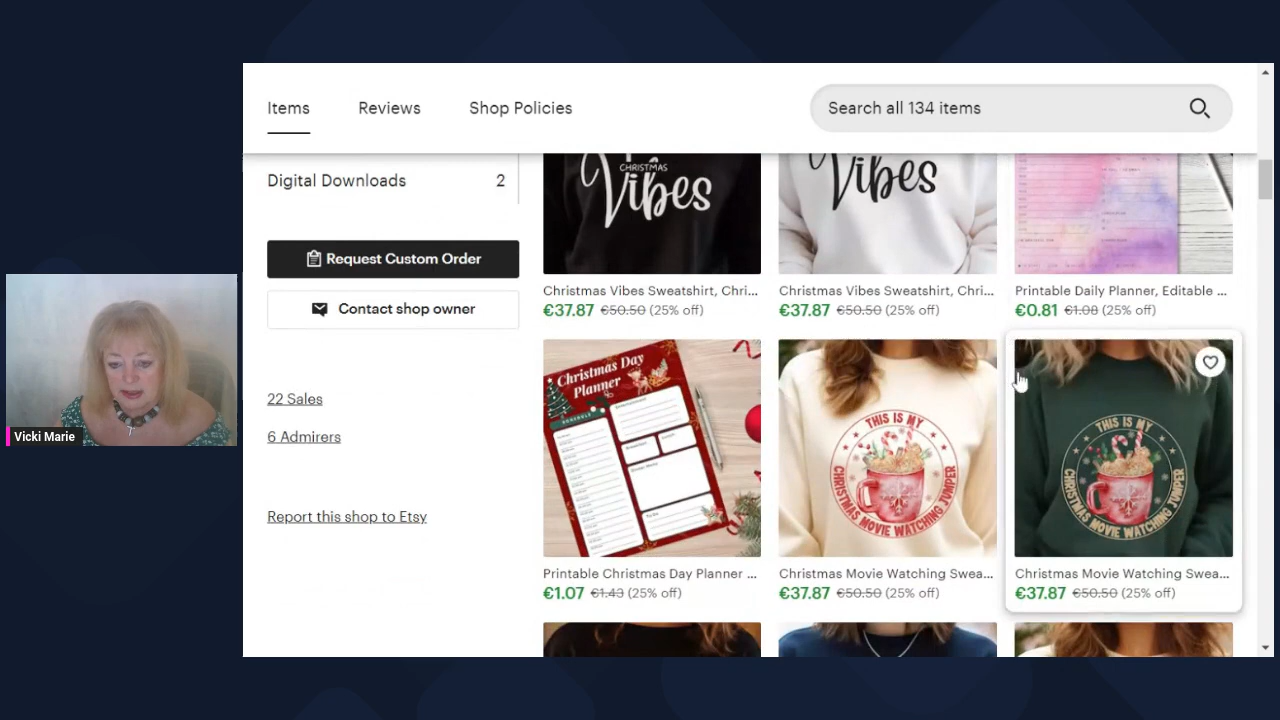 Items
Reviews
Shop Policies
Search all 134 items
Digital Downloads
2
Request Custom Order
Contact shop owner
22 Sales
6 Admirers
Report this shop to Etsy
CHRISTMAS
Vibes
Vibes
Christmas Vibes Sweatshirt, Chri...
€37.87 €50.50 (25% off)
Christmas Vibes Sweatshirt, Chri...
€37.87 €50.50 (25% off)
Printable Daily Planner, Editable ...
€0.81 €1.08 (25% off)
Christmas Day
Planner
SCHEDULE
THIS IS MY
CHRISTMAS MOVIE WATCHING JUMPER
THIS IS MY
CHRISTMAS MOVIE WATCHING JUMPER
Printable Christmas Day Planner ...
€1.07 €1.43 (25% off)
Christmas Movie Watching Swea...
€37.87 €50.50 (25% off)
Christmas Movie Watching Swea...
€37.87 €50.50 (25% off)
Vicki Marie